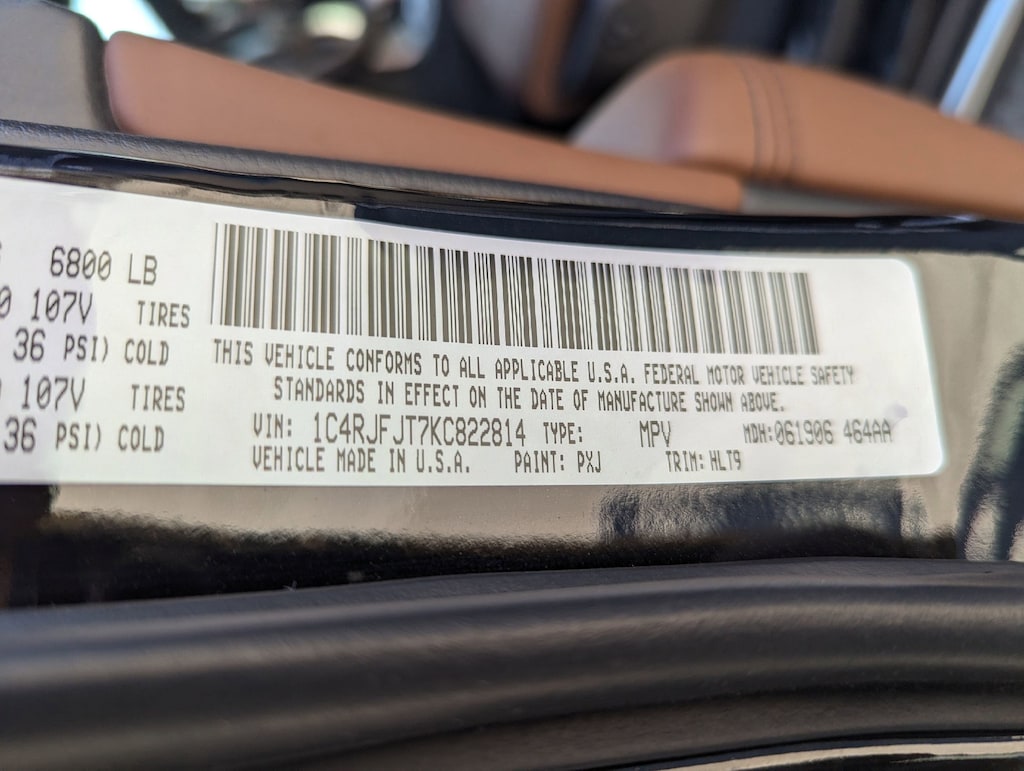 6800 LB
107V TIRES
36 PSI) COLD
107V TIRES
36 PSI) COLD
THIS VEHICLE CONFORMS TO ALL APPLICABLE U.S.A. FEDERAL MOTOR VEHICLE SAFETY
STANDARDS IN EFFECT ON THE DATE OF MANUFACTURE SHOWN ABOVE.
VIN: 1C4RJFJT7KC822814 TYPE: MPV MDH:061906 464AA
VEHICLE MADE IN U.S.A. PAINT: PXJ TRIM: HLT9